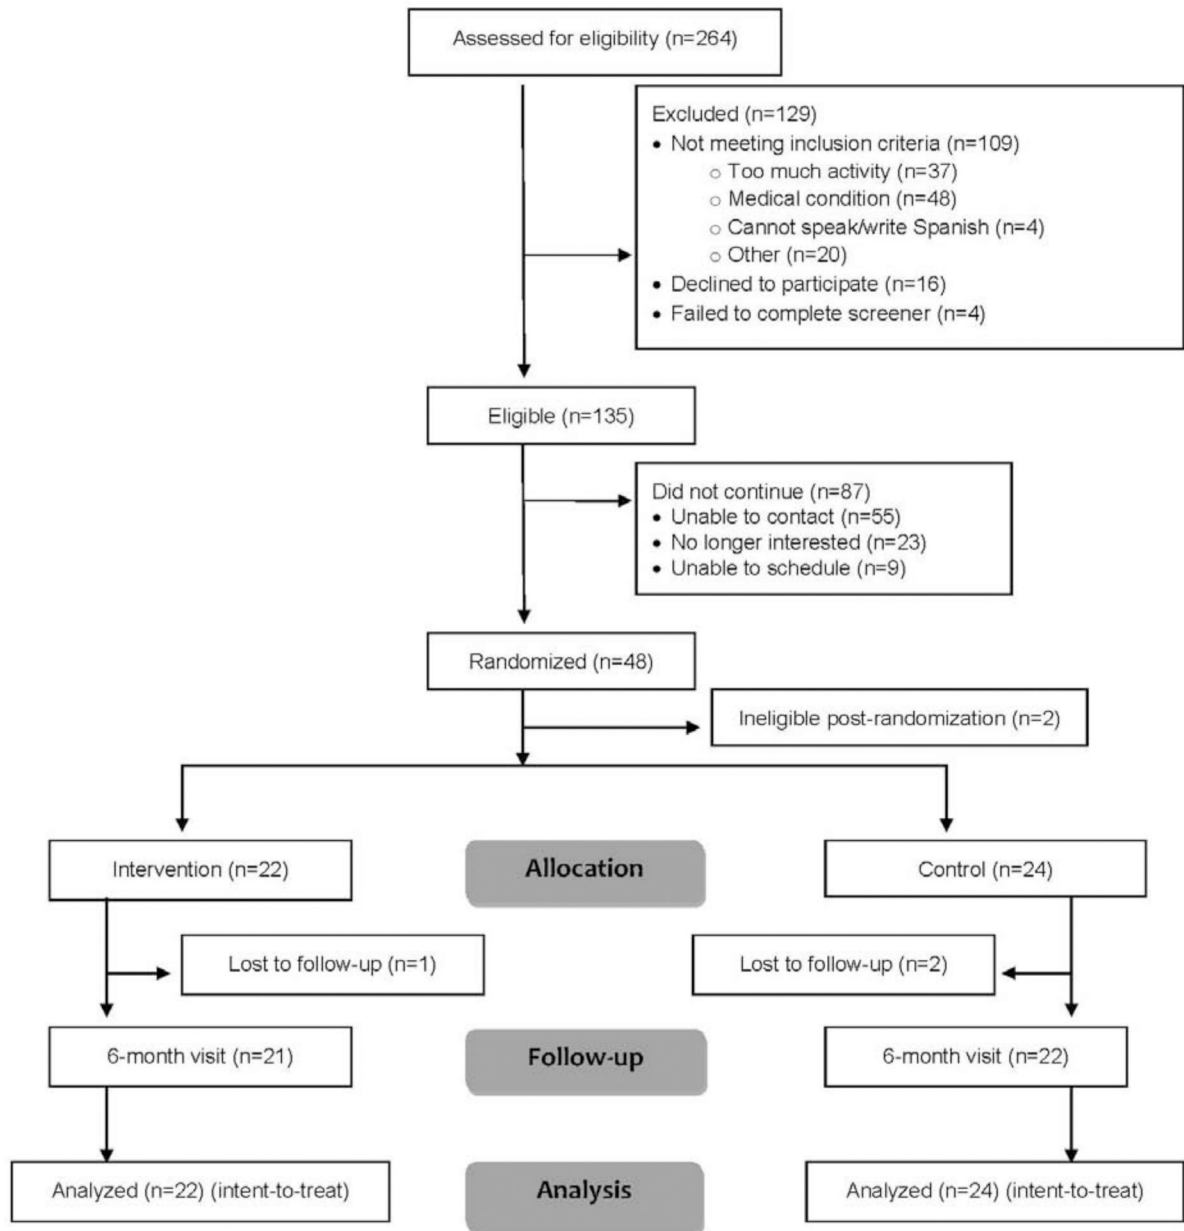 Assessed for eligibility (n=264)
Excluded (n=129)
• Not meeting inclusion criteria (n=109)
○ Too much activity (n=37)
○ Medical condition (n=48)
○ Cannot speak/write Spanish (n=4)
○ Other (n=20)
• Declined to participate (n=16)
• Failed to complete screener (n=4)
Eligible (n=135)
Did not continue (n=87)
• Unable to contact (n=55)
• No longer interested (n=23)
• Unable to schedule (n=9)
Randomized (n=48)
Ineligible post-randomization (n=2)
Intervention (n=22)
Allocation
Control (n=24)
Lost to follow-up (n=1)
Lost to follow-up (n=2)
6-month visit (n=21)
Follow-up
6-month visit (n=22)
Analyzed (n=22) (intent-to-treat)
Analysis
Analyzed (n=24) (intent-to-treat)